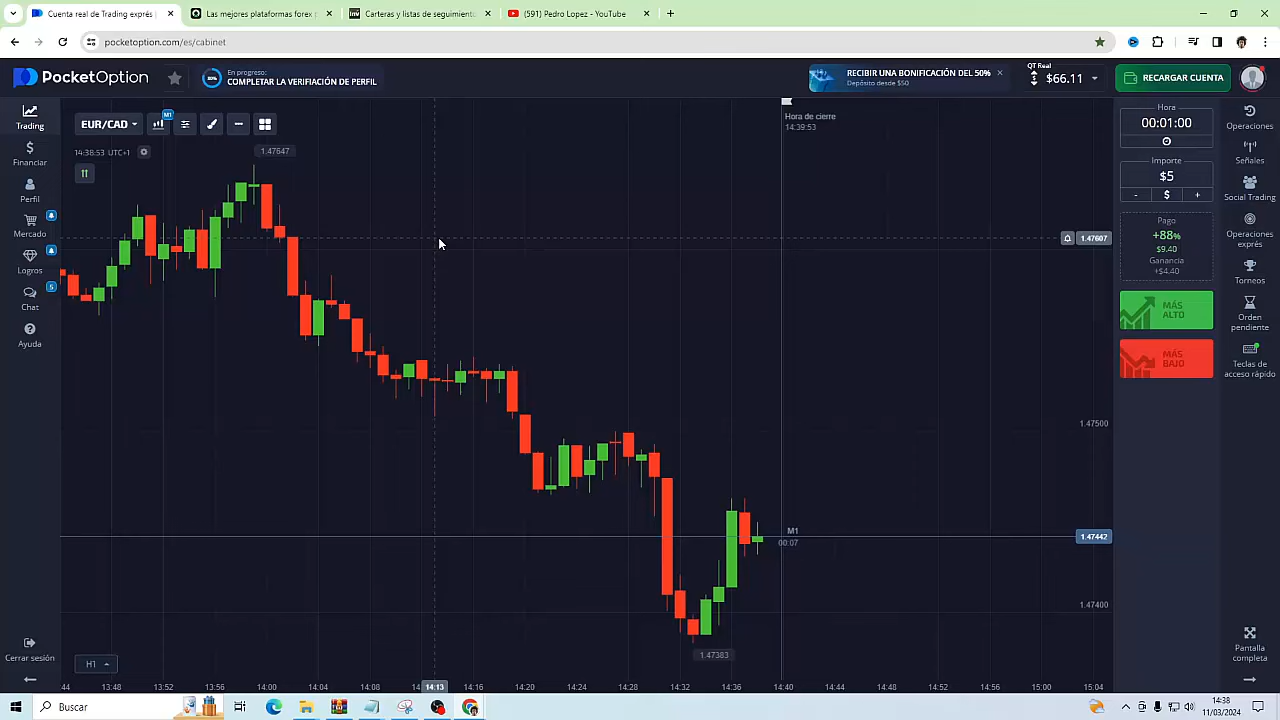 Cuenta real de Trading exprés
Las mejores plataformas forex p
Carteras y listas de seguimiento
(591) Pedro Lopez - YouTube
pocketoption.com/es/cabinet
PocketOption
80%
En progreso:
COMPLETAR LA VERIFIACIÓN DE PERFIL
RECIBIR UNA BONIFICACIÓN DEL 50%
Depósito desde $50
QT Real
$66.11
RECARGAR CUENTA
Trading
Financiar
Perfil
Mercado
Logros
5
Chat
Ayuda
Cerrar sesión
EUR/CAD
M1
14:38:53 UTC+1
1.47647
Hora de cierre
14:39:53
1.47607
1.47500
M1
00:07
1.47442
1.47400
1.47383
H1
44 13:48 13:52 13:56 14:00 14:04 14:08 14:13 14:16 14:20 14:24 14:28 14:32 14:36 14:40 14:44 14:48 14:52 14:56 15:00 15:04
Hora
00:01:00
Importe
$5
- $ +
Pago
+88%
$9.40
Ganancia
+$4.40
MÁS
ALTO
MÁS
BAJO
Operaciones
Señales
Social Trading
Operaciones
exprés
Torneos
Orden
pendiente
Teclas de
acceso rápido
Pantalla
completa
Buscar
14:38
11/03/2024